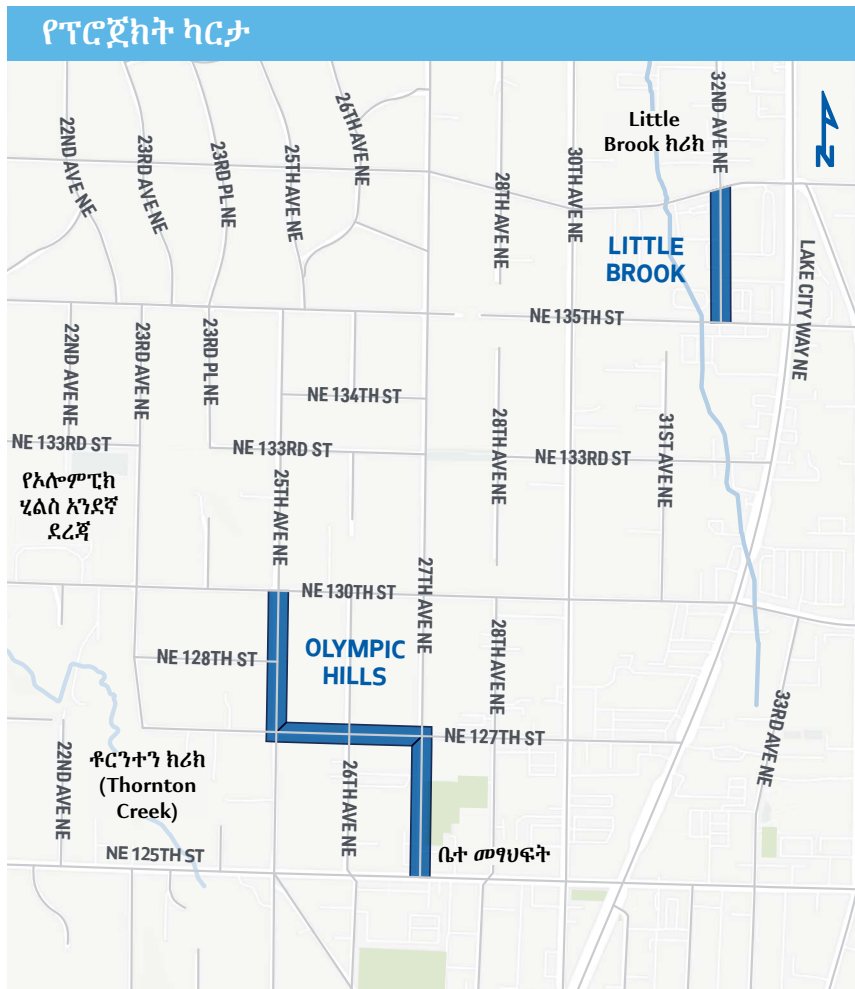 የፕሮጀክት ካርታ
22ND AVE NE
23RD AVE NE
23RD PL NE
25TH AVE NE
26TH AVE NE
28TH AVE NE
30TH AVE NE
Little
Brook ክሪክ
32ND AVE NE
N
LITTLE
BROOK
LAKE CITY WAY NE
NE 135TH ST
22ND AVE NE
23RD AVE NE
23RD PL NE
NE 134TH ST
28TH AVE NE
31ST AVE NE
NE 133RD ST
NE 133RD ST
NE 133RD ST
የኦሎምፒክ
ሂልስ አንደኛ
ደረጃ
25TH AVE NE
27TH AVE NE
NE 130TH ST
28TH AVE NE
OLYMPIC
HILLS
NE 128TH ST
33RD AVE NE
NE 127TH ST
22ND AVE NE
ቶርንተን ክሪክ
(Thornton
Creek)
26TH AVE NE
NE 125TH ST
ቤተ መፃህፍት